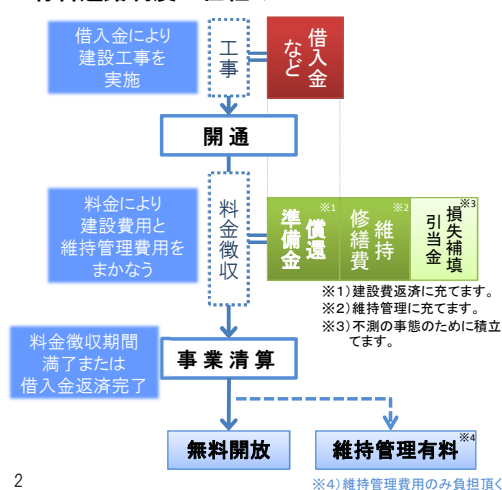 借入金により
建設工事を
実施
工事
借入金
など
開通
料金により
建設費用と
維持管理費用を
まかなう
料金徴収
償還
準備金
※1
維持
修繕費
※2
損失補填
引当金
※3
※1)建設費返済に充てます。
※2)維持管理に充てます。
※3)不測の事態のために積立
てます。
料金徴収期間
満了または
借入金返済完了
事業清算
無料開放
維持管理有料※4
2
※4)維持管理費用のみ負担頂く